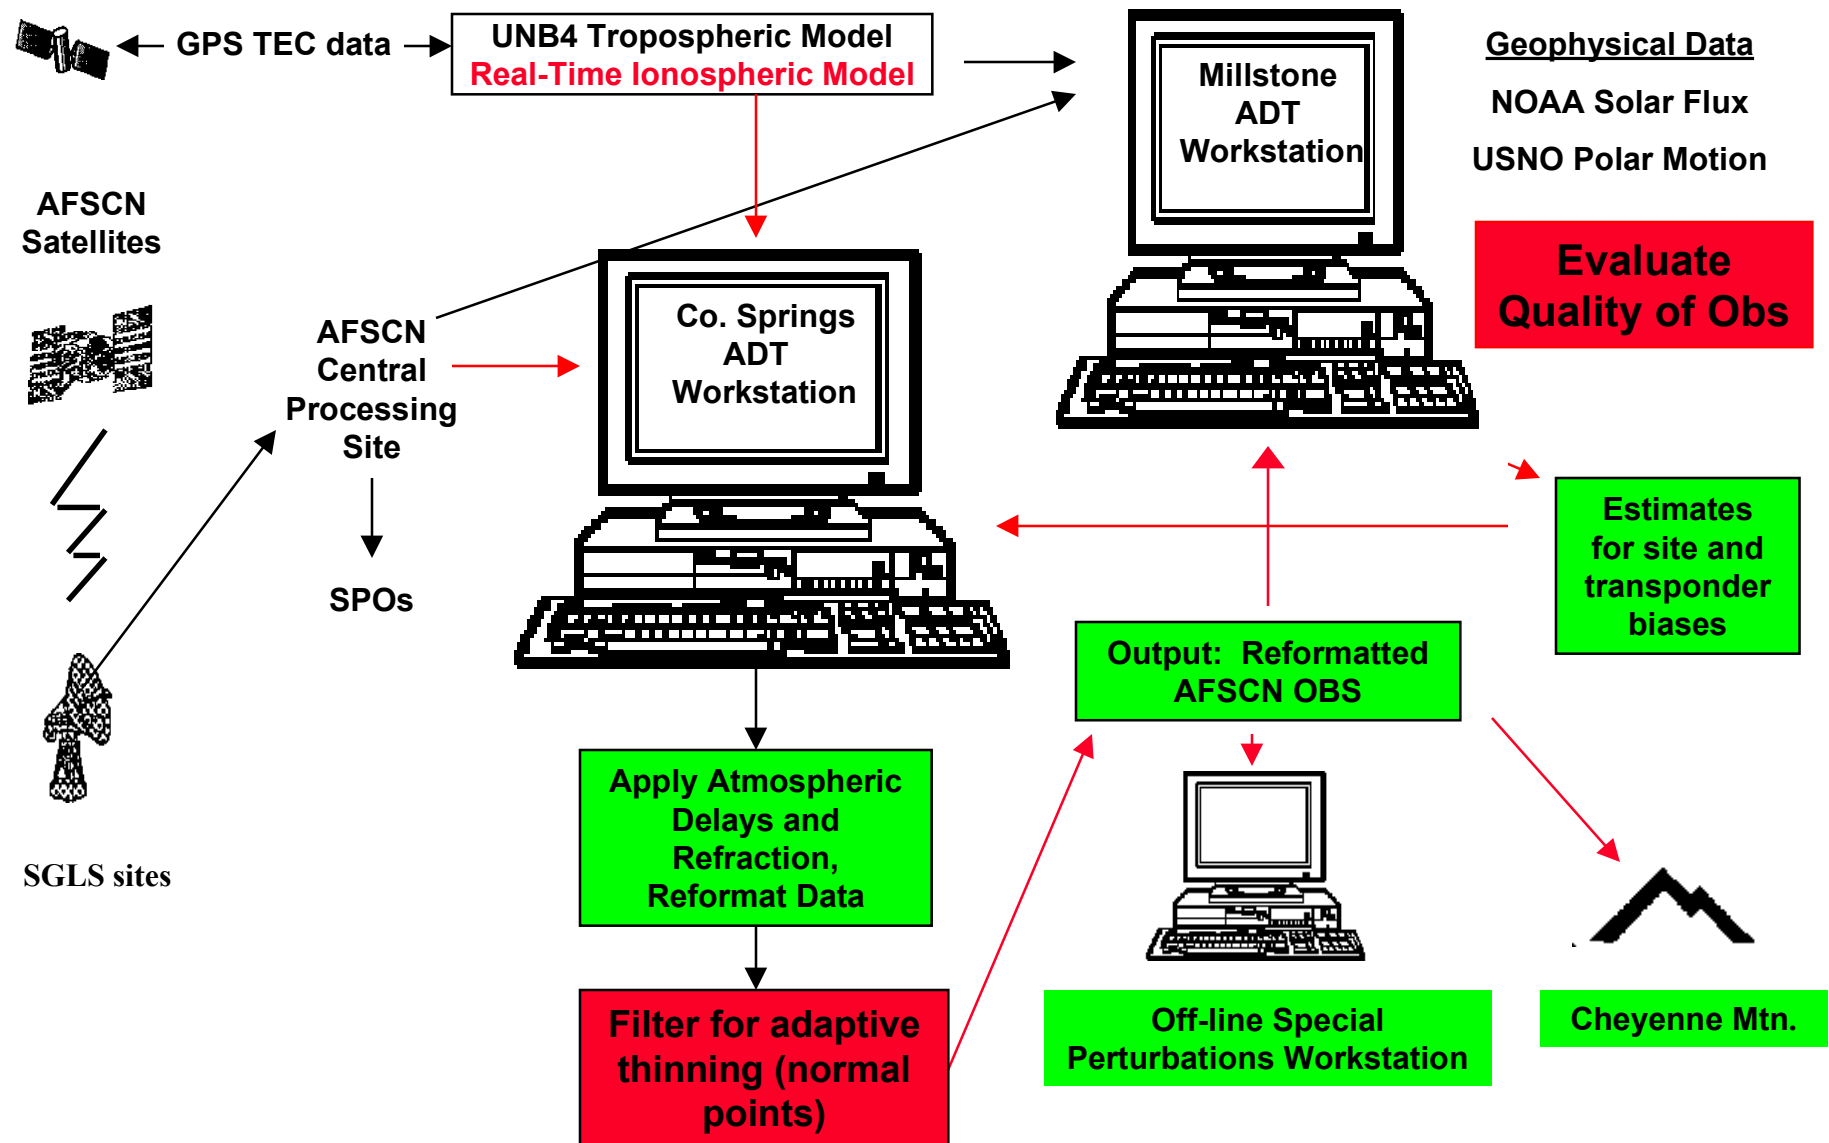 GPS TEC data
UNB4 Tropospheric Model
Real-Time Ionospheric Model
Millstone
ADT
Workstation
Geophysical Data
NOAA Solar Flux
USNO Polar Motion
Evaluate
Quality of Obs
AFSCN
Satellites
AFSCN
Central
Processing
Site
SPOs
Co. Springs
ADT
Workstation
SGLS sites
Estimates
for site and
transponder
biases
Output: Reformatted
AFSCN OBS
Apply Atmospheric
Delays and
Refraction,
Reformat Data
Filter for adaptive
thinning (normal
points)
Off-line Special
Perturbations Workstation
Cheyenne Mtn.